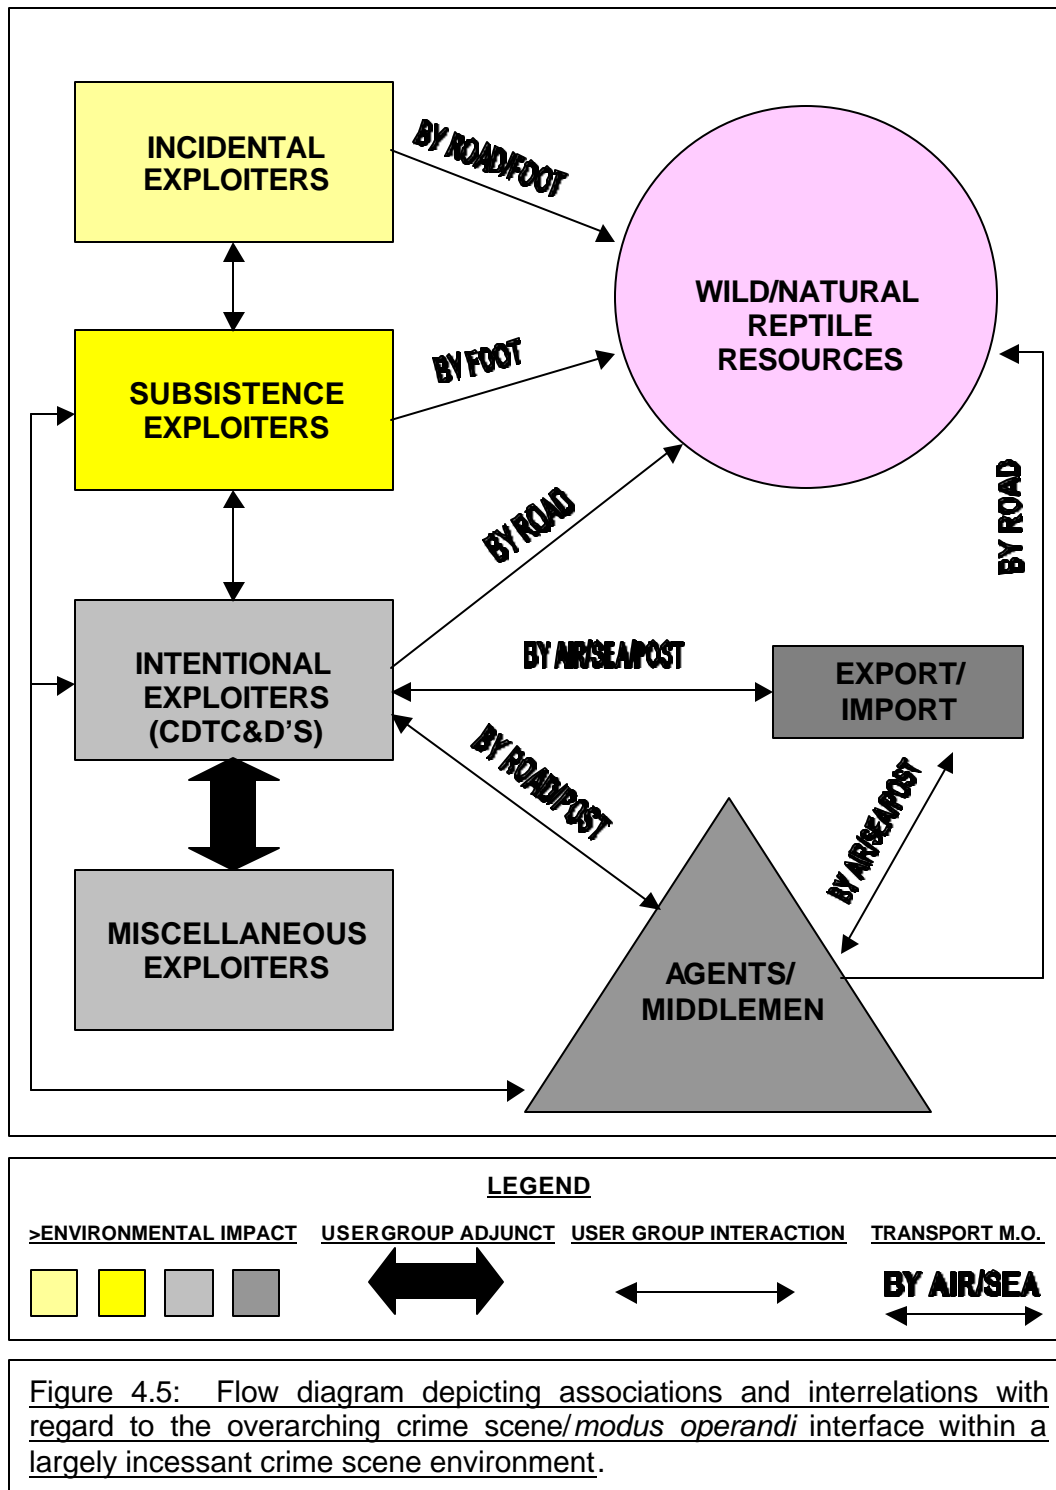 INCIDENTAL
EXPLOITERS
BY ROAD/FOOT
WILD/NATURAL
REPTILE
RESOURCES
SUBSISTENCE
EXPLOITERS
BY FOOT
BY ROAD
BY ROAD
INTENTIONAL
EXPLOITERS
(CDTC&D’S)
BY AIR/SEA/POST
EXPORT/
IMPORT
BY ROAD/POST
BY AIR/SEA/POST
MISCELLANEOUS
EXPLOITERS
AGENTS/
MIDDLEMEN
LEGEND
>ENVIRONMENTAL IMPACT USERGROUP ADJUNCT USER GROUP INTERACTION TRANSPORT M.O.
BY AIR/SEA
Figure 4.5: Flow diagram depicting associations and interrelations with
regard to the overarching crime scene/modus operandi interface within a
largely incessant crime scene environment.